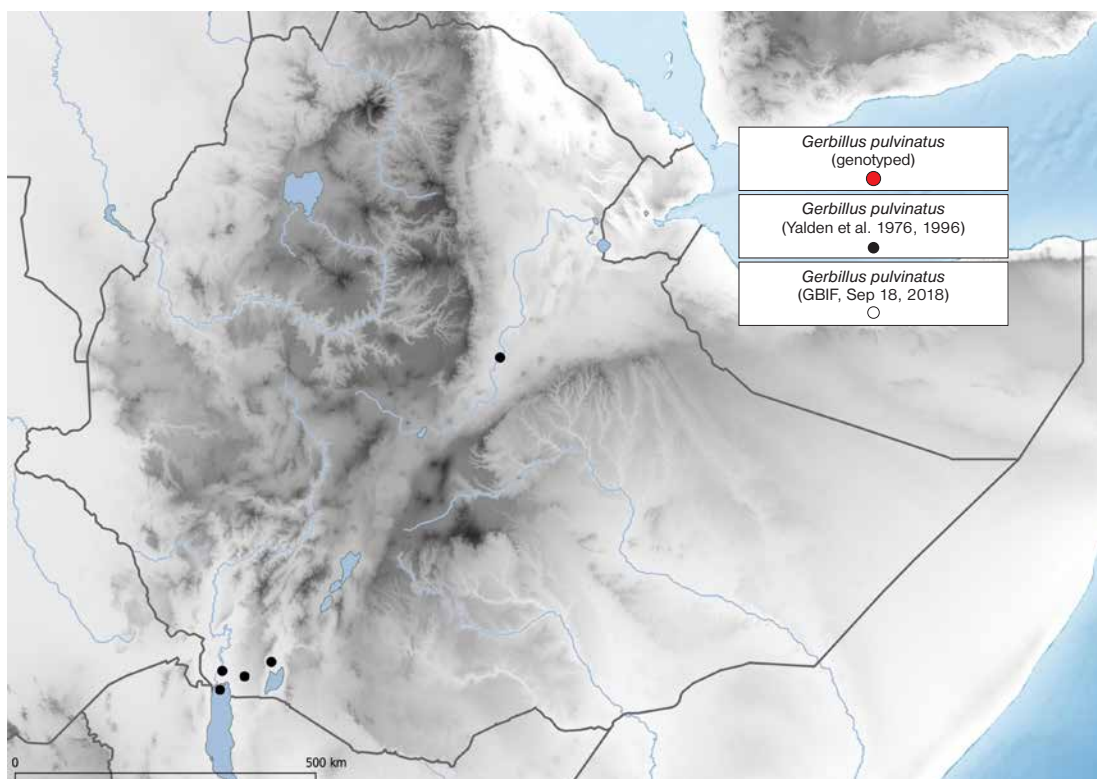 Gerbillus pulvinatus
(genotyped)
Gerbillus pulvinatus
(Yalden et al. 1976, 1996)
Gerbillus pulvinatus
(GBIF, Sep 18, 2018)
0 500 km